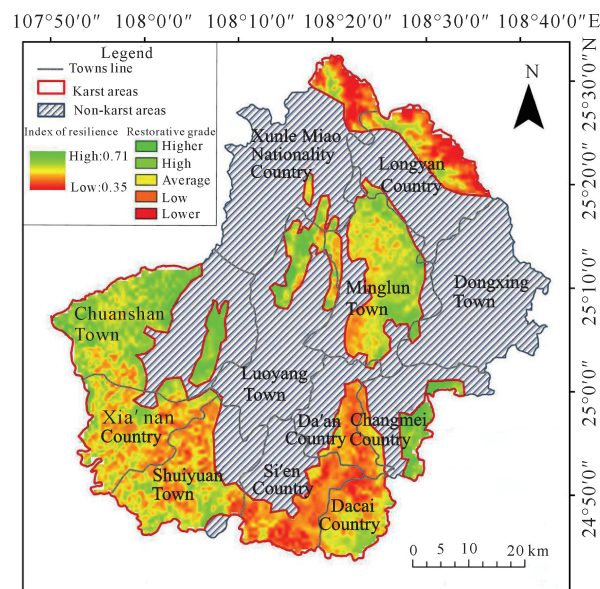 107°50′0″ 108°0′0″ 108°10′0″ 108°20′0″ 108°30′0″ 108°40′0″
Legend
Towns line
Karst areas
Non-karst areas
Index of resilience
High:0.71
Low:0.35
Restorative grade
Higher
High
Average
Low
Lower
N
25°30′0″
25°20′0″
25°10′0″
25°0′0″
24°50′0″
Xunle Miao
Nationality
Country
Longyan
Country
Dongxing
Town
Minglun
Town
Chuanshan
Town
Luoyang
Town
Xia'nan
Country
Da'an
Country
Changmei
Country
Shuiyuan
Town
Si'en
Country
Dacai
Country
0 5 10 20 km